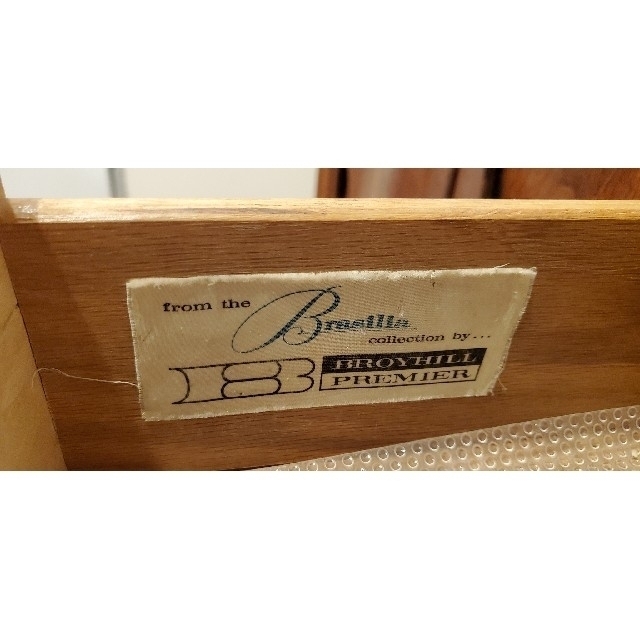 from the
Brasilia
collection by...
B BROYHILL
PREMIER